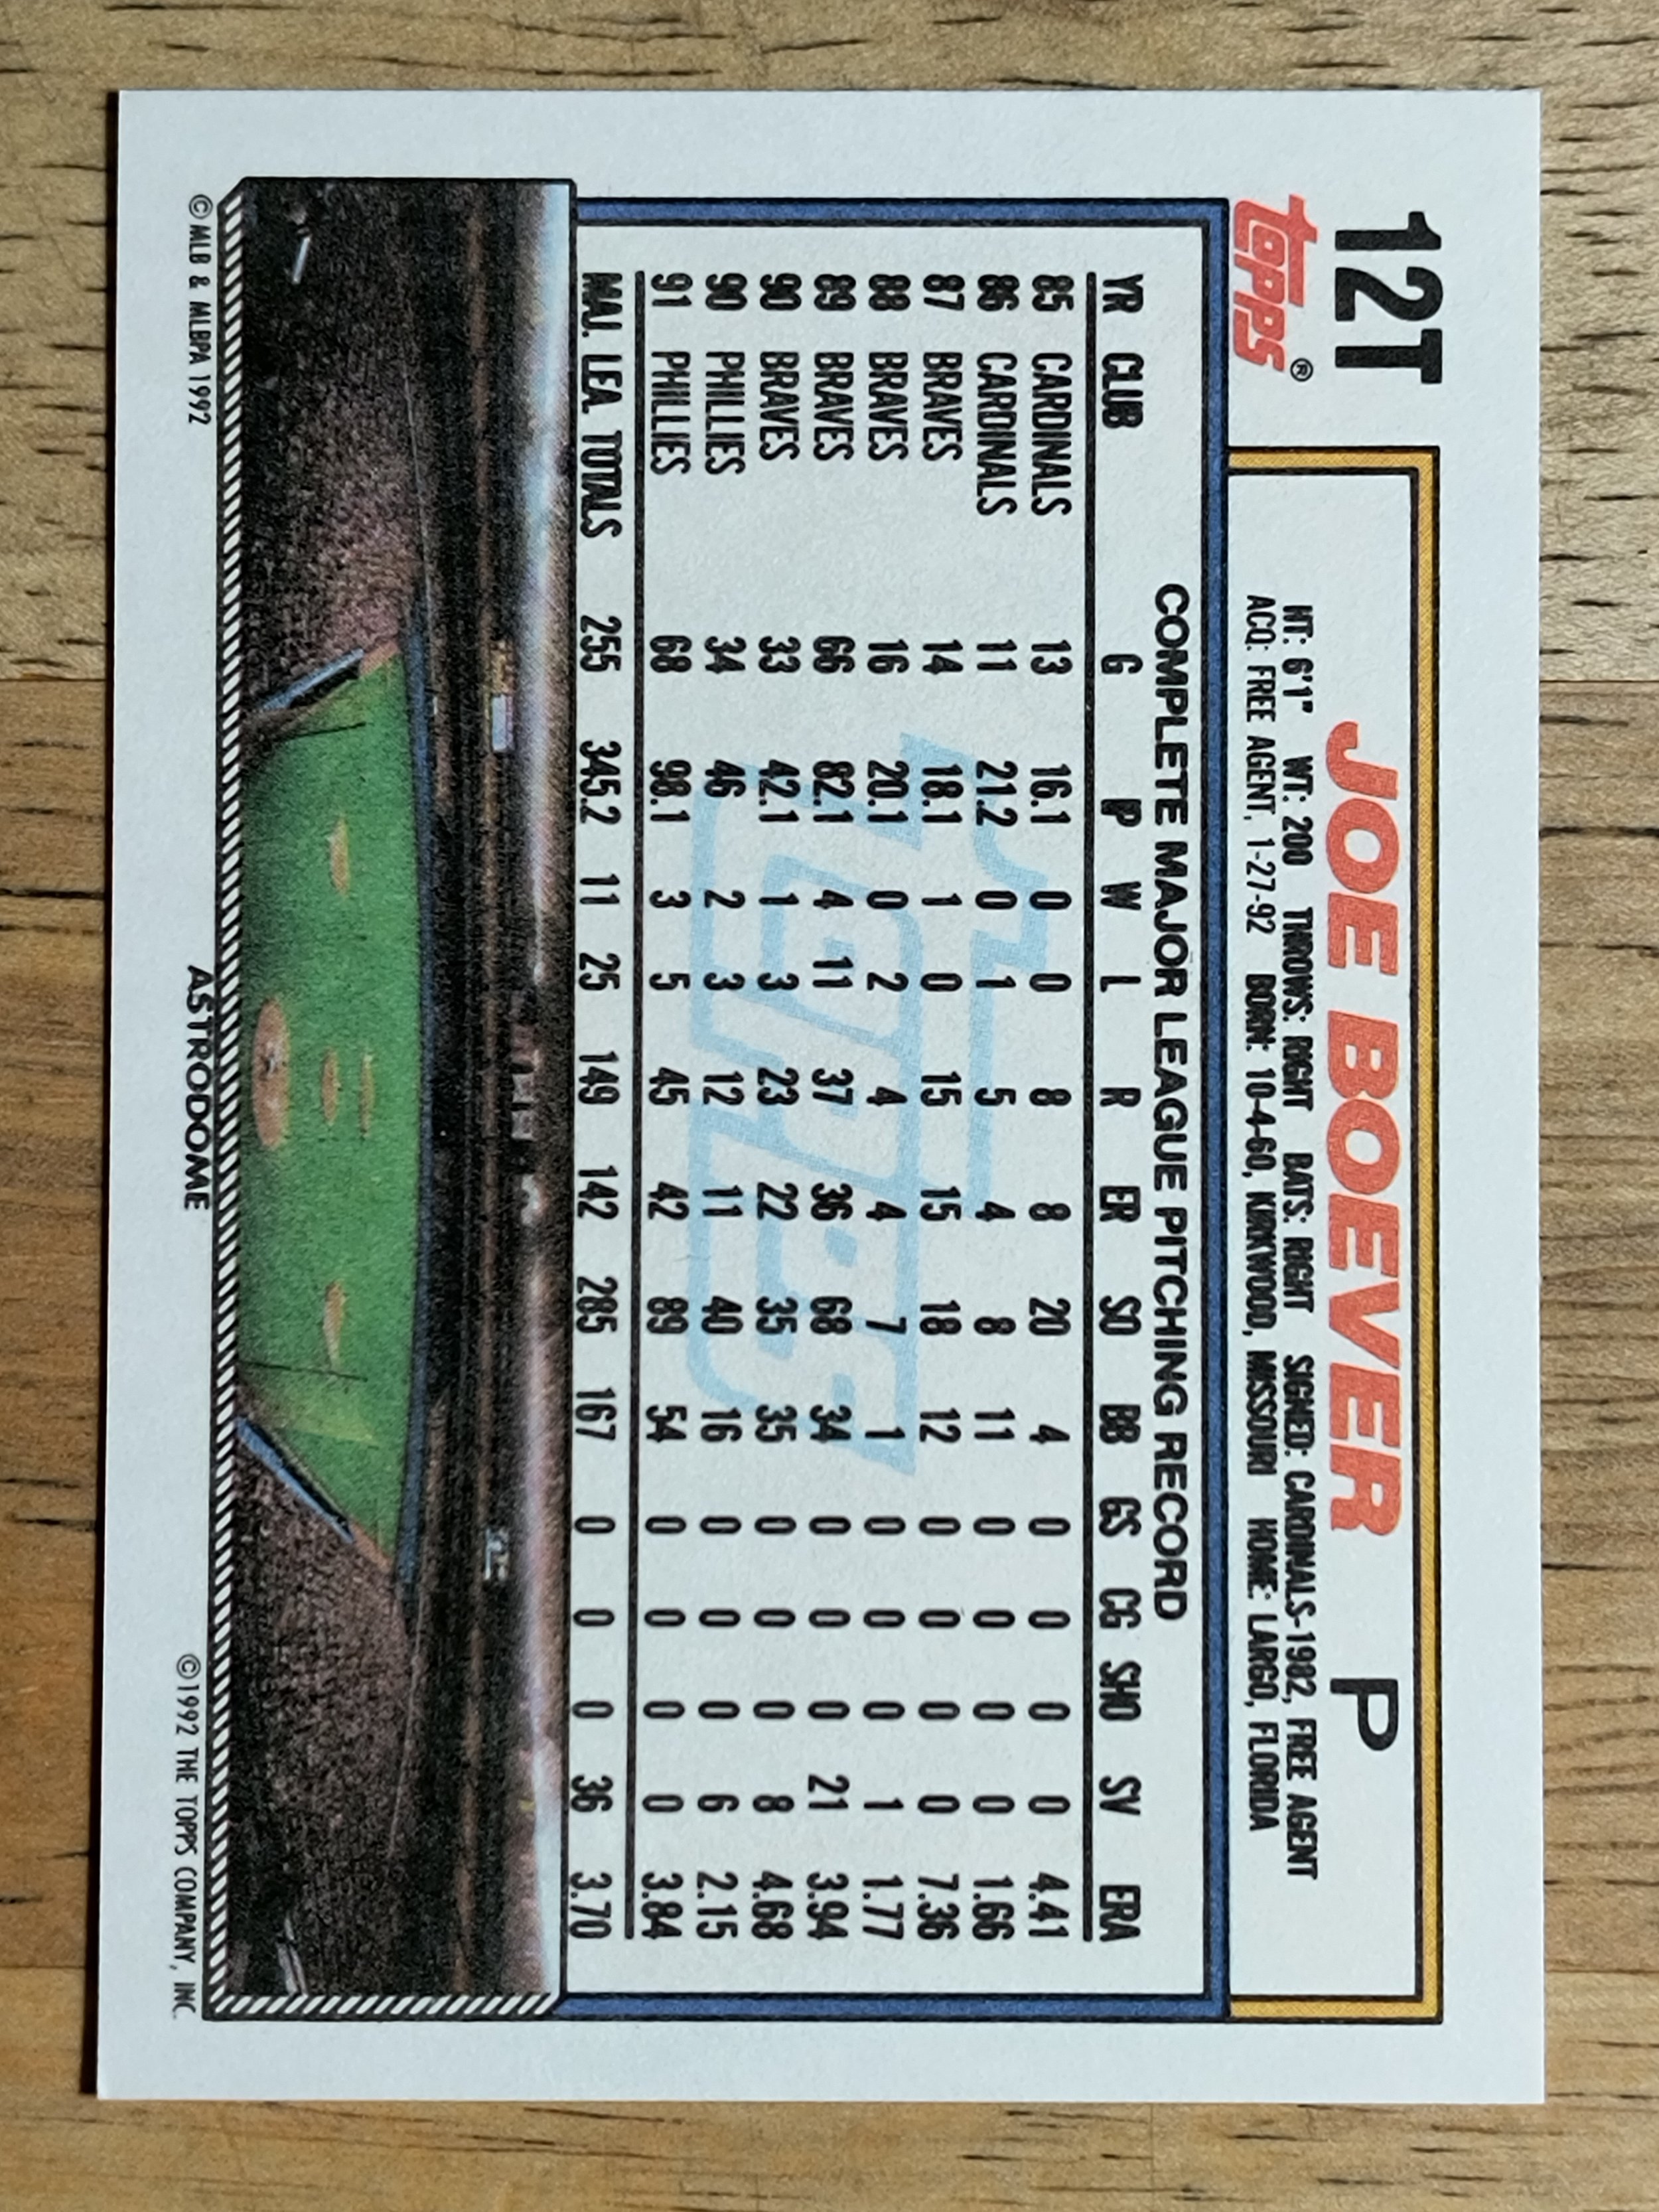 12T JOE BOEVER P
TOPPS®
HT: 6'1" WT: 200 THROWS: RIGHT BATS: RIGHT SIGNED: CARDINALS-1982, FREE AGENT
ACQ: FREE AGENT, 1-27-92 BORN: 10-4-60, KIRKWOOD, MISSOURI HOME: LARGO, FLORIDA
COMPLETE MAJOR LEAGUE PITCHING RECORD
YR CLUB G IP W L R ER SO BB GS CG SHO SV ERA
85 CARDINALS 13 16.1 0 0 8 8 20 4 0 0 0 0 4.41
86 CARDINALS 11 21.2 0 1 5 4 8 11 0 0 0 0 1.66
87 BRAVES 14 18.1 1 0 15 15 18 12 0 0 0 0 7.36
88 BRAVES 16 20.1 0 2 4 4 7 1 0 0 0 1 1.77
89 BRAVES 66 82.1 4 11 37 36 68 34 0 0 0 21 3.94
90 BRAVES 33 42.1 1 3 23 22 35 35 0 0 0 8 4.68
90 PHILLIES 34 46 2 3 12 11 40 16 0 0 0 6 2.15
91 PHILLIES 68 98.1 3 5 45 42 89 54 0 0 0 0 3.84
MAJ. LEA. TOTALS 255 345.2 11 25 149 142 285 167 0 0 0 36 3.70
TOPPS
© MLB & MLBPA 1992 ASTRODOME ©1992 THE TOPPS COMPANY, INC.